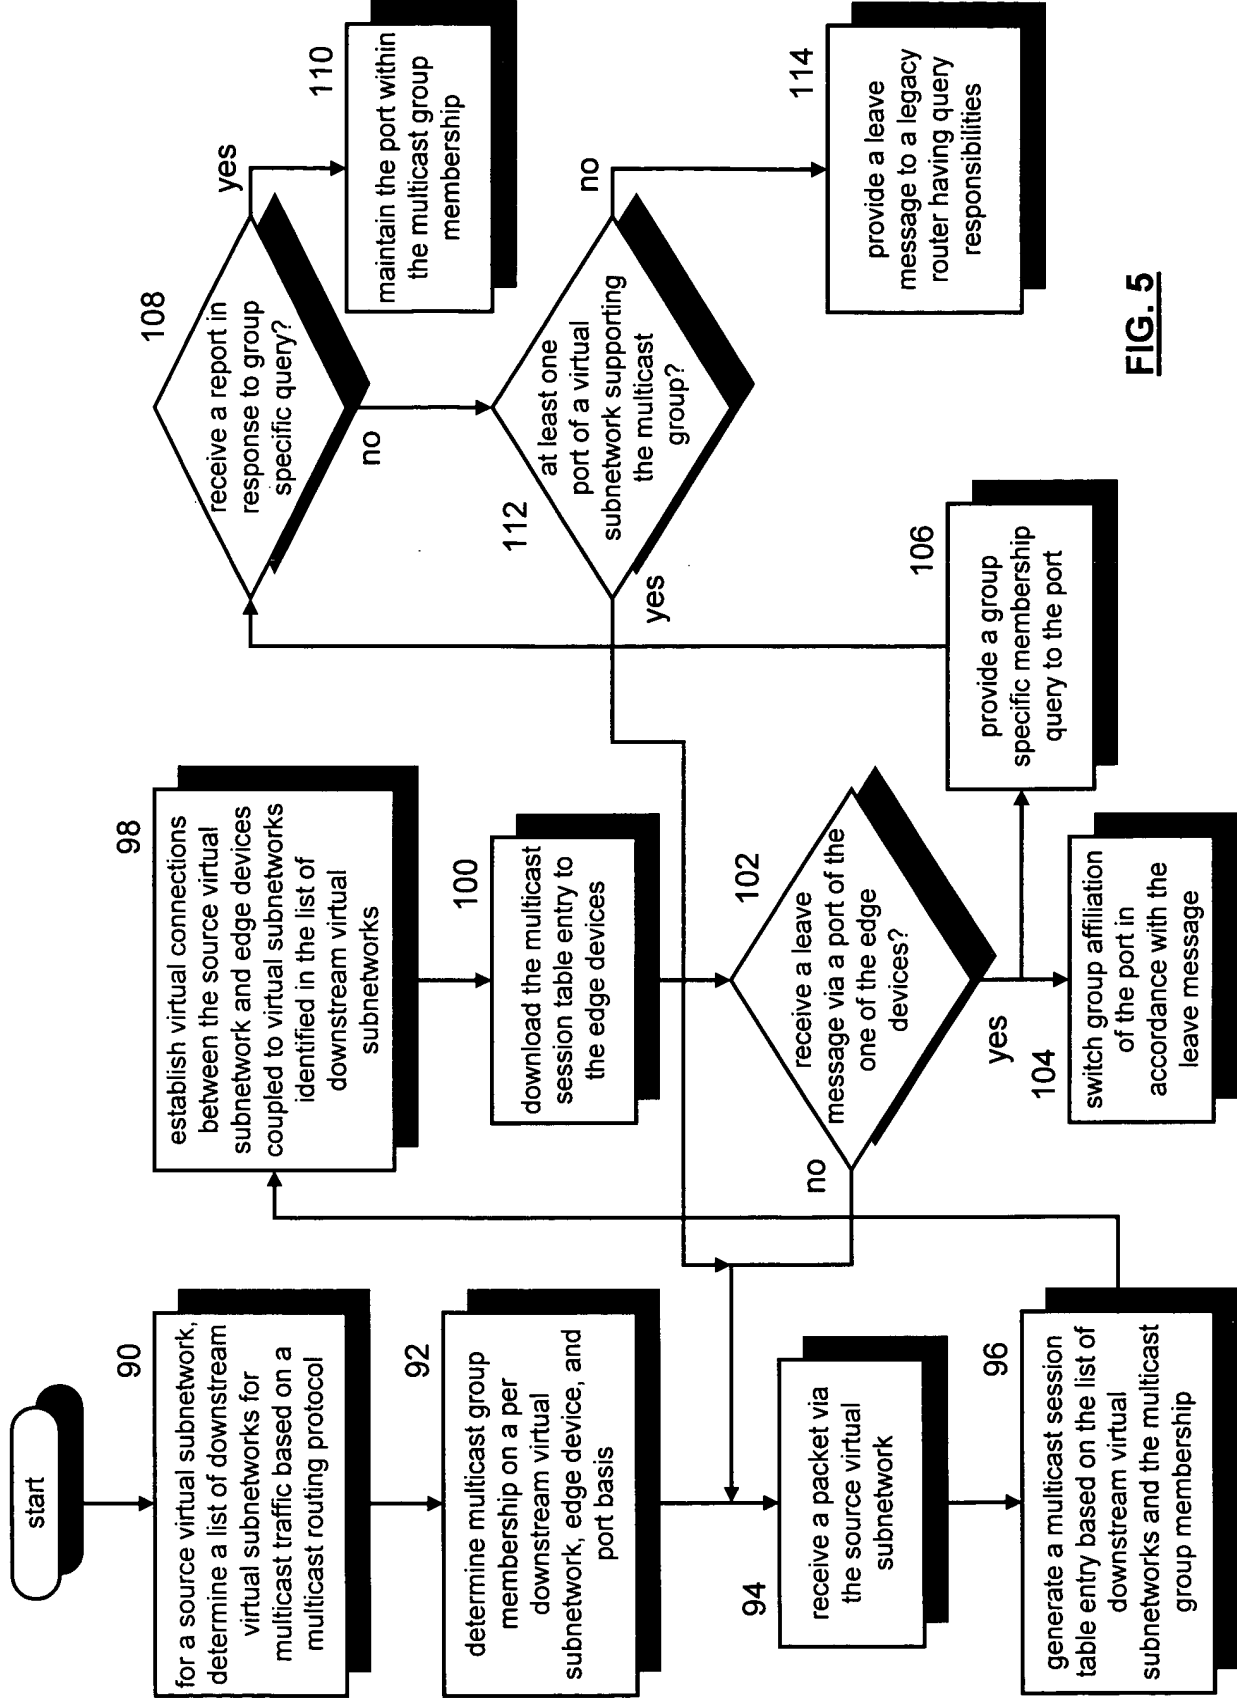 start
90
for a source virtual subnetwork,
determine a list of downstream
virtual subnetworks for
multicast traffic based on a
multicast routing protocol
92
determine multicast group
membership on a per
downstream virtual
subnetwork, edge device, and
port basis
94
receive a packet via
the source virtual
subnetwork
96
generate a multicast session
table entry based on the list of
downstream virtual
subnetworks and the multicast
group membership
98
establish virtual connections
between the source virtual
subnetwork and edge devices
coupled to virtual subnetworks
identified in the list of
downstream virtual
subnetworks
100
download the multicast
session table entry to
the edge devices
102
receive a leave
message via a port of the
one of the edge
devices?
no
yes
104
switch group affiliation
of the port in
accordance with the
leave message
106
provide a group
specific membership
query to the port
108
receive a report in
response to group
specific query?
yes
no
110
maintain the port within
the multicast group
membership
112
at least one
port of a virtual
subnetwork supporting
the multicast
group?
yes
no
114
provide a leave
message to a legacy
router having query
responsibilities
FIG. 5